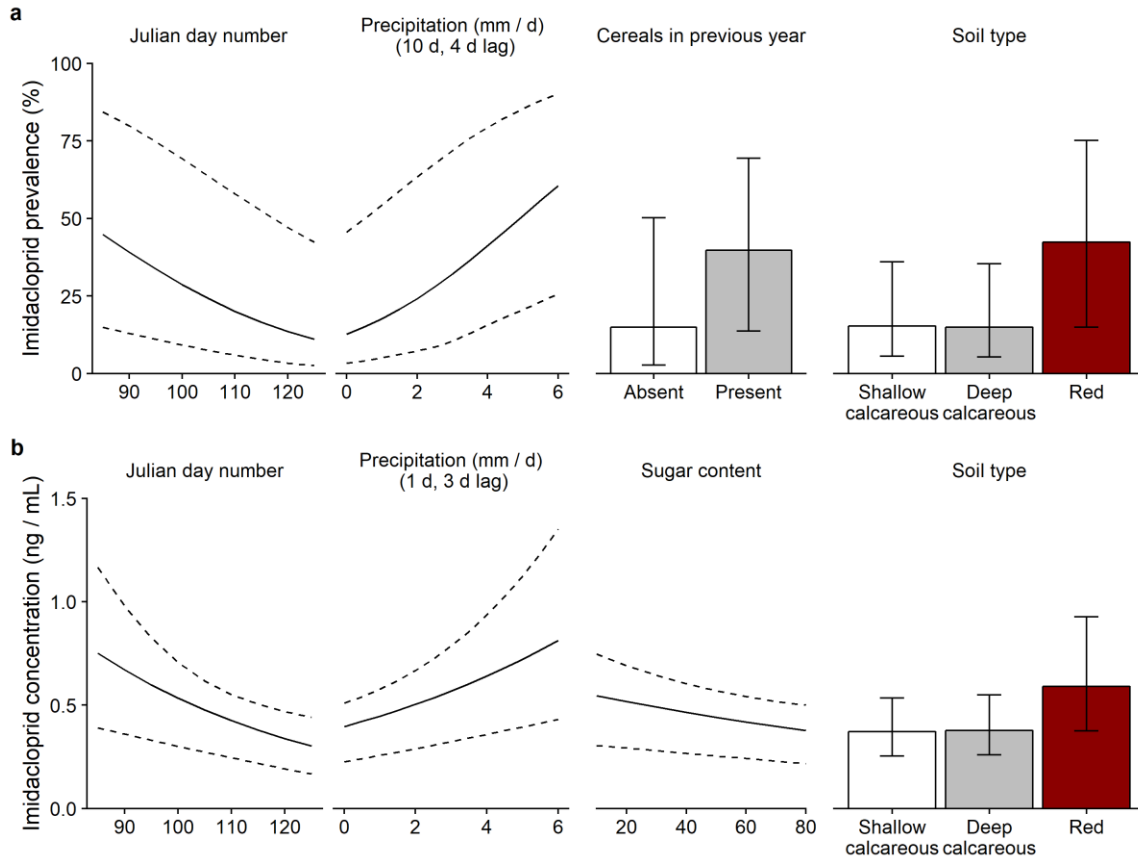 a
Julian day number
Precipitation (mm / d)
(10 d, 4 d lag)
Cereals in previous year
Soil type
Imidacloprid prevalence (%)
100
75
50
25
0
90 100 110 120
0 2 4 6
Absent Present
Shallow calcareous
Deep calcareous
Red
b
Julian day number
Precipitation (mm / d)
(1 d, 3 d lag)
Sugar content
Soil type
Imidacloprid concentration (ng / mL)
1.5
1.0
0.5
0.0
90 100 110 120
0 2 4 6
20 40 60 80
Shallow calcareous
Deep calcareous
Red